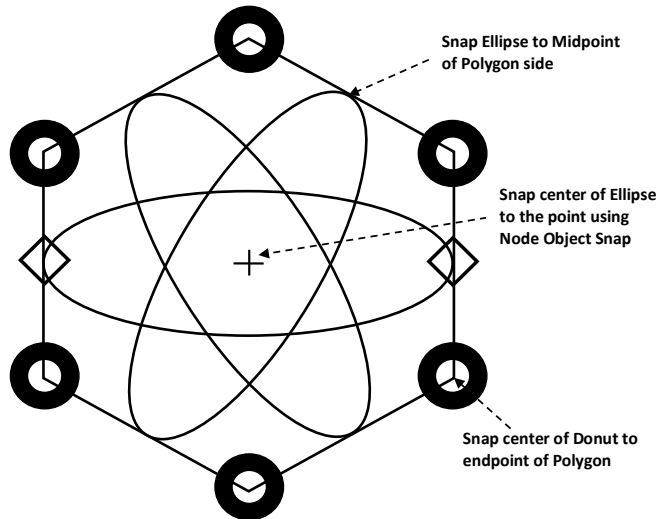 Snap Ellipse to Midpoint
of Polygon side
Snap center of Ellipse
to the point using
Node Object Snap
Snap center of Donut to
endpoint of Polygon